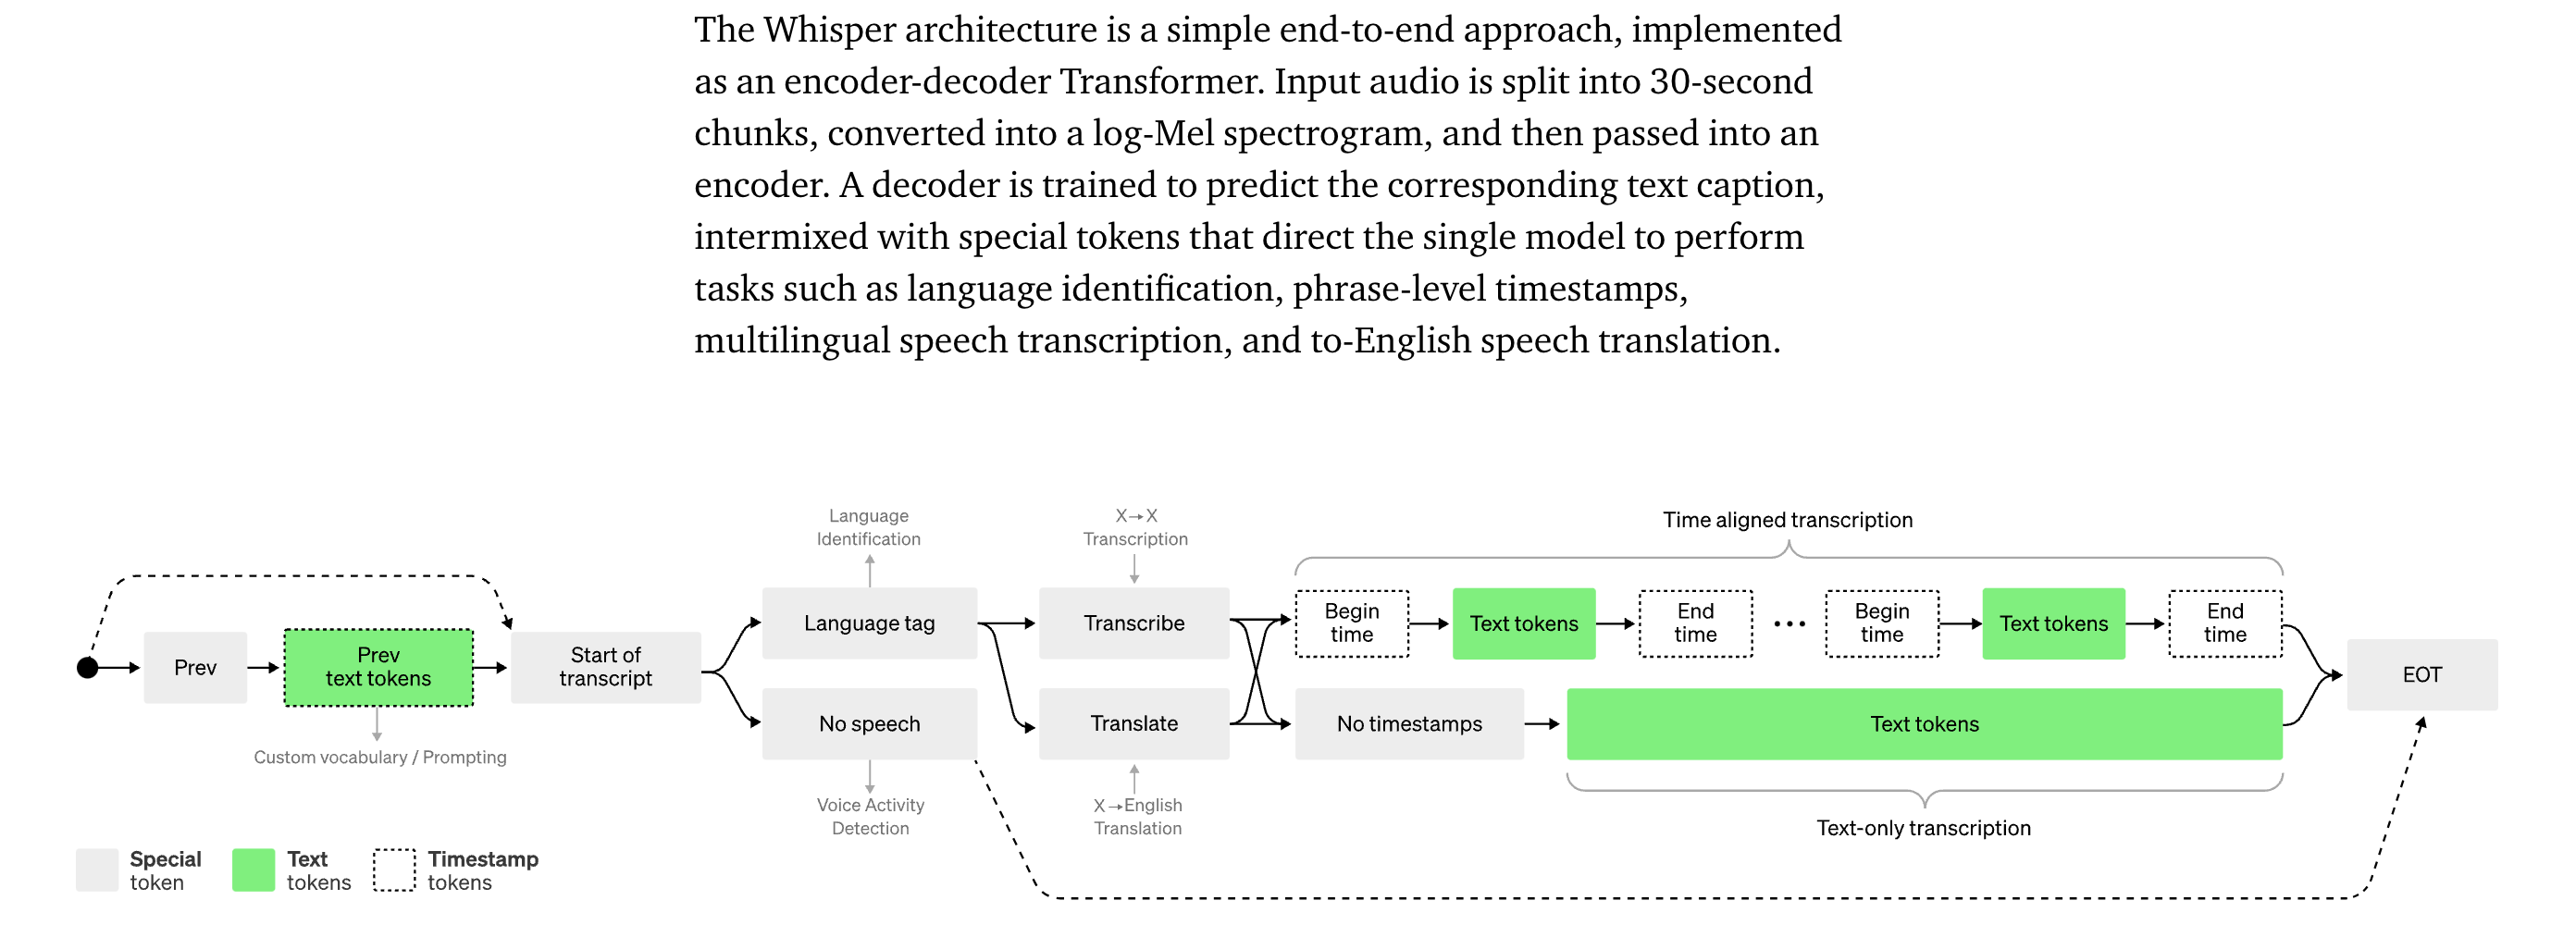 The Whisper architecture is a simple end-to-end approach, implemented
as an encoder-decoder Transformer. Input audio is split into 30-second
chunks, converted into a log-Mel spectrogram, and then passed into an
encoder. A decoder is trained to predict the corresponding text caption,
intermixed with special tokens that direct the single model to perform
tasks such as language identification, phrase-level timestamps,
multilingual speech transcription, and to-English speech translation.
Language
Identification
X→X
Transcription
Time aligned transcription
Prev
Prev
text tokens
Start of
transcript
Language tag
Transcribe
Begin
time
Text tokens
End
time
...
Begin
time
Text tokens
End
time
EOT
No speech
Translate
No timestamps
Text tokens
Custom vocabulary / Prompting
Voice Activity
Detection
X→English
Translation
Text-only transcription
Special
token
Text
tokens
Timestamp
tokens